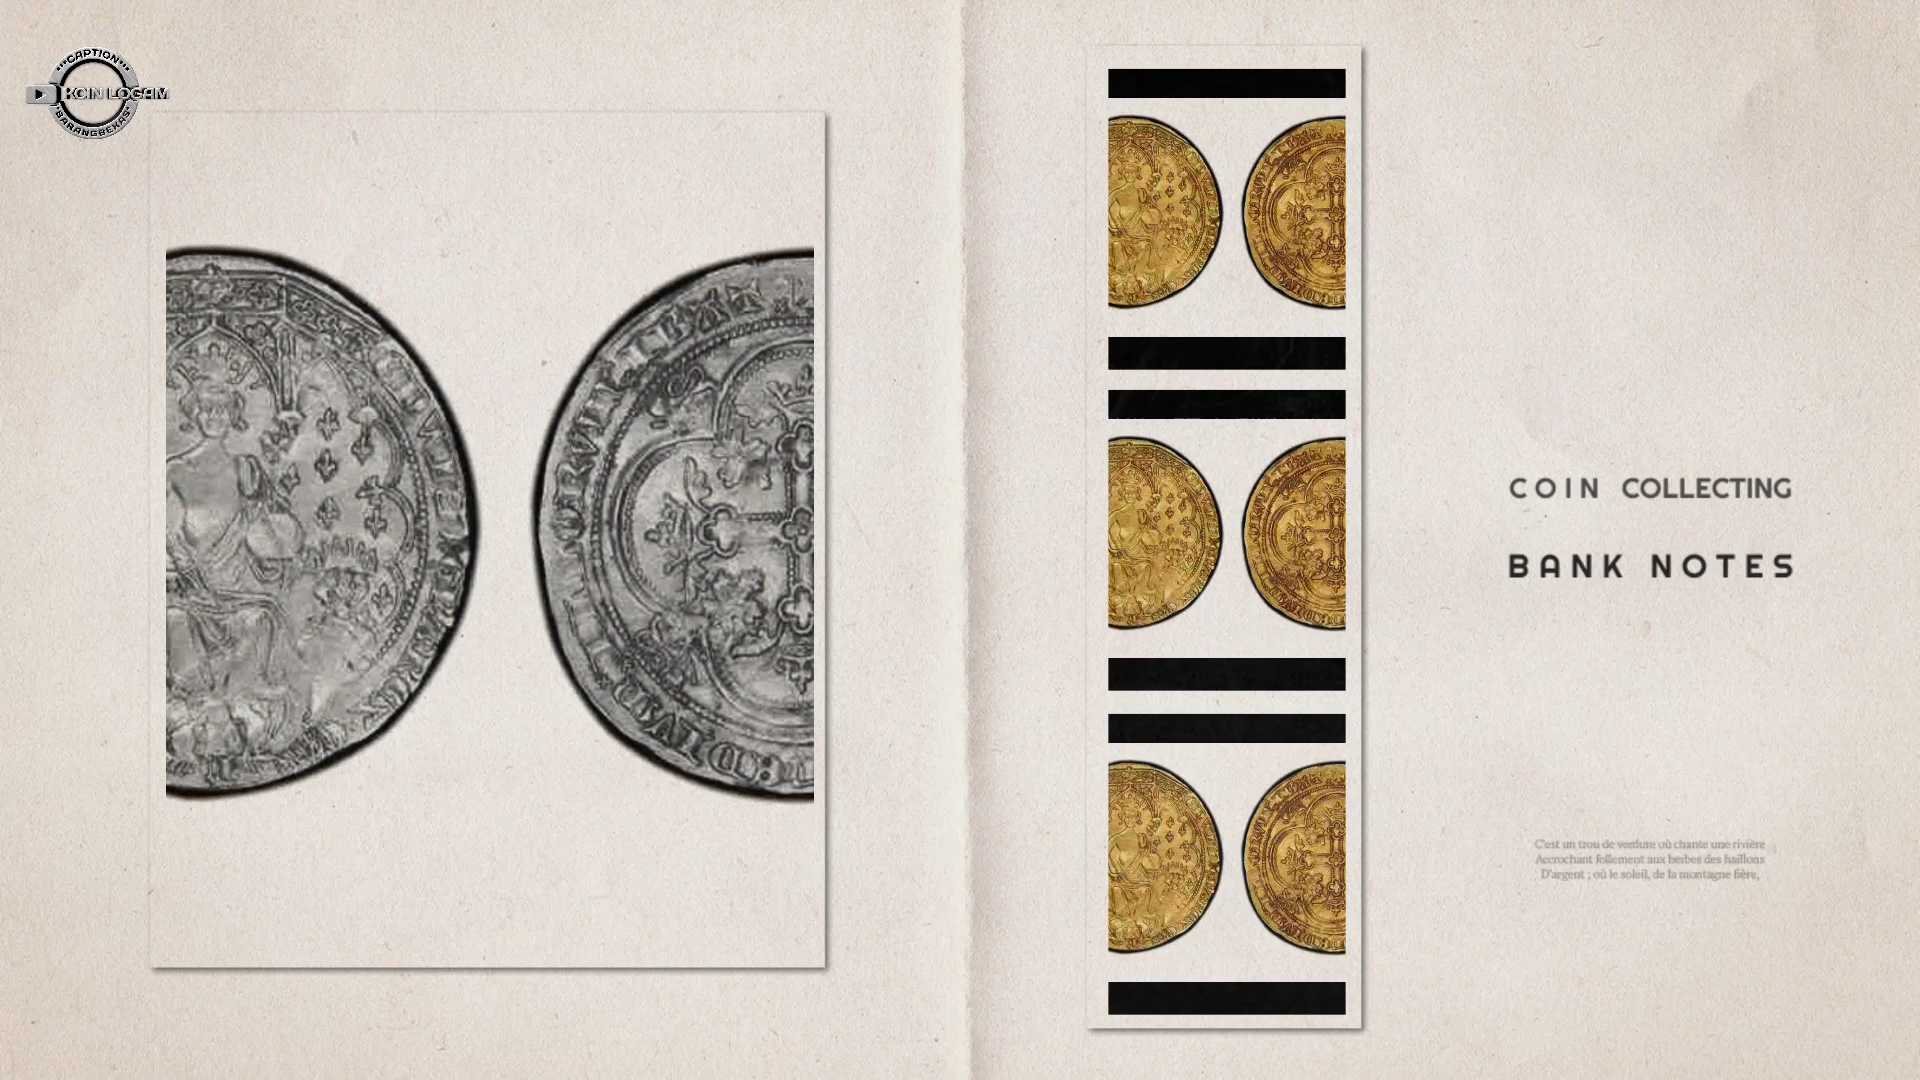 CAPTION
KOIN LOGAM
BARANGBEKAS
COIN COLLECTING
BANK NOTES
C'est un trou de verdure où chante une rivière
Accrochant follement aux herbes des haillons
D'argent ; où le soleil, de la montagne fière,